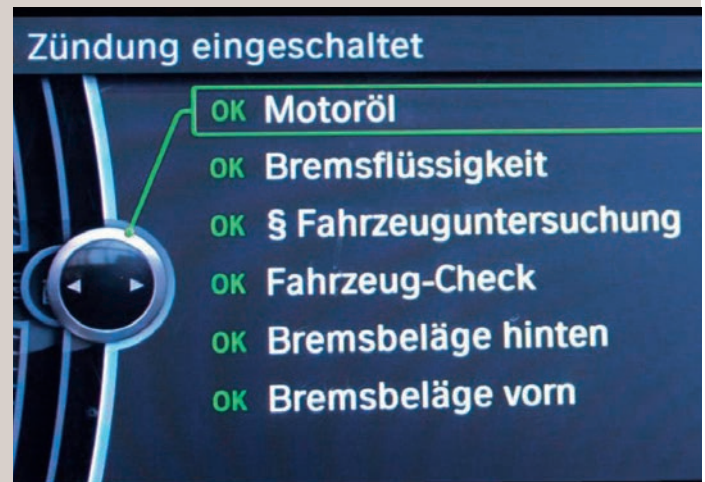 Zündung eingeschaltet
OK Motoröl
OK Bremsflüssigkeit
OK § Fahrzeuguntersuchung
OK Fahrzeug-Check
OK Bremsbeläge hinten
OK Bremsbeläge vorn